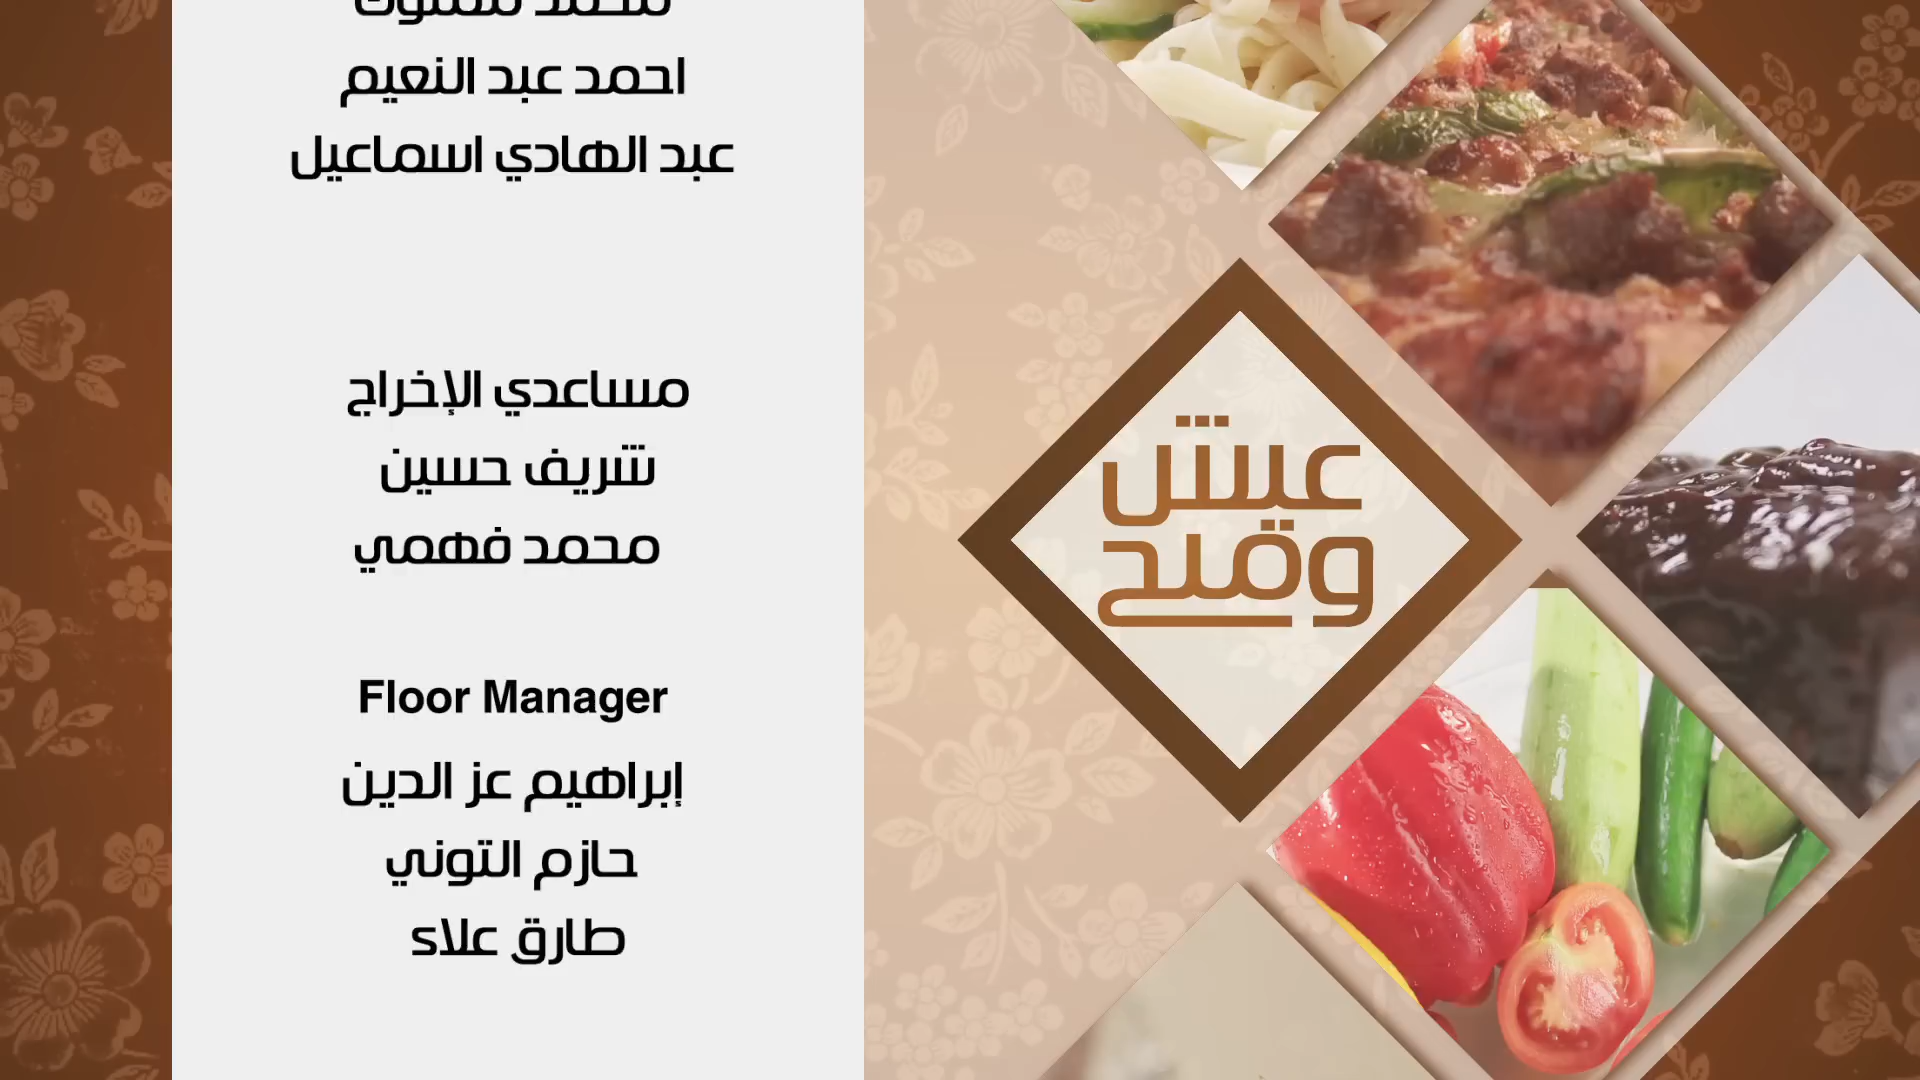 احمد عبد النعيم
عبد الهادي اسماعيل
مساعدي الإخراج
شريف حسين
محمد فهمي
Floor Manager
إبراهيم عز الدين
حازم التوني
طارق علاء
عيش
وملح